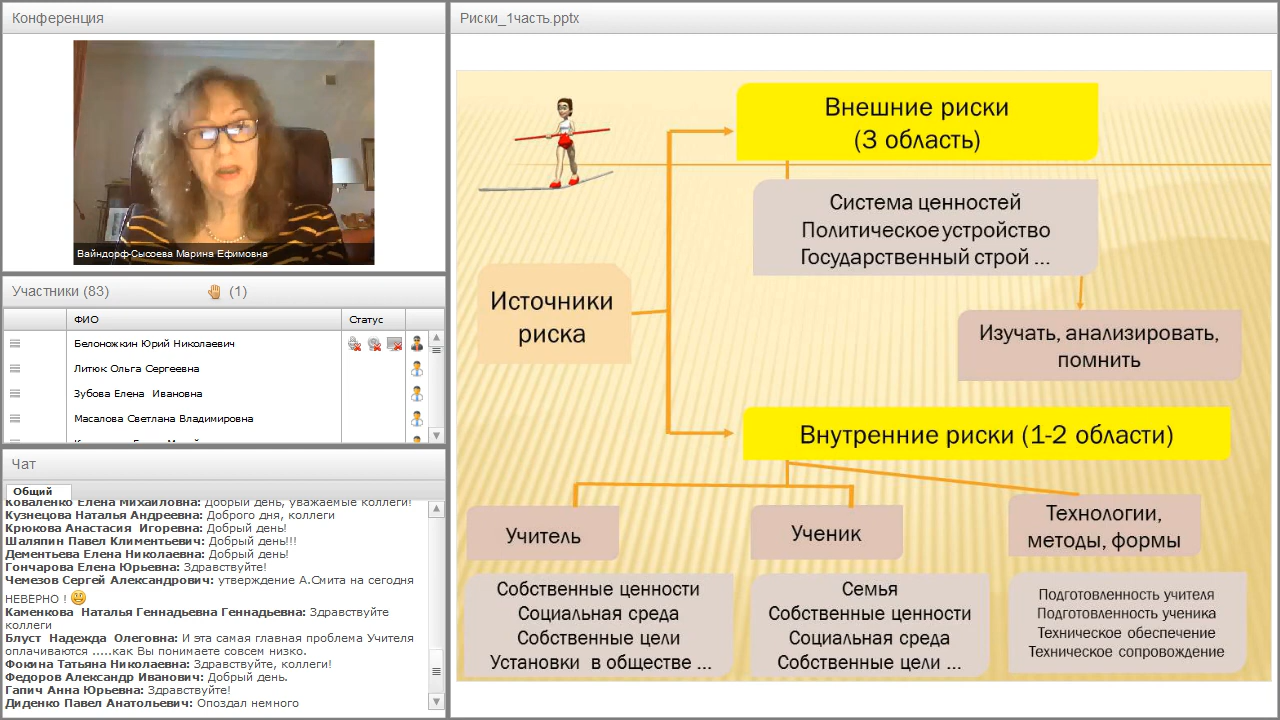 Конференция
Вайндорф-Сысоева Марина Ефимовна
Участники (83)
(1)
ФИО
Статус
Белоножкин Юрий Николаевич
Литюк Ольга Сергеевна
Зубова Елена Ивановна
Масалова Светлана Владимировна
Чат
Общий
Коваленко Елена Михайловна: Добрый день, уважаемые коллеги!
Кузнецова Наталья Андреевна: Доброго дня, коллеги
Крюкова Анастасия Игоревна: Добрый день!
Шаляпин Павел Климентьевич: Добрый день!!!
Дементьева Елена Николаевна: Добрый день!
Гончарова Елена Юрьевна: Здравствуйте!
Чемезов Сергей Александрович: утверждение А.Смита на сегодня
НЕВЕРНО !
Каменкова Наталья Геннадьевна Геннадьевна: Здравствуйте
коллеги
Блуст Надежда Олеговна: И эта самая главная проблема Учителя
оплачиваются .....как Вы понимаете совсем низко.
Фокина Татьяна Николаевна: Здравствуйте, коллеги!
Федоров Александр Иванович: Добрый день.
Гапич Анна Юрьевна: Здравствуйте!
Диденко Павел Анатольевич: Опоздал немного
Риски_1часть.pptx
Внешние риски
(3 область)
Система ценностей
Политическое устройство
Государственный строй ...
Источники
риска
Изучать, анализировать,
помнить
Внутренние риски (1-2 области)
Учитель
Ученик
Технологии,
методы, формы
Собственные ценности
Социальная среда
Собственные цели
Установки в обществе ...
Семья
Собственные ценности
Социальная среда
Собственные цели ...
Подготовленность учителя
Подготовленность ученика
Техническое обеспечение
Техническое сопровождение